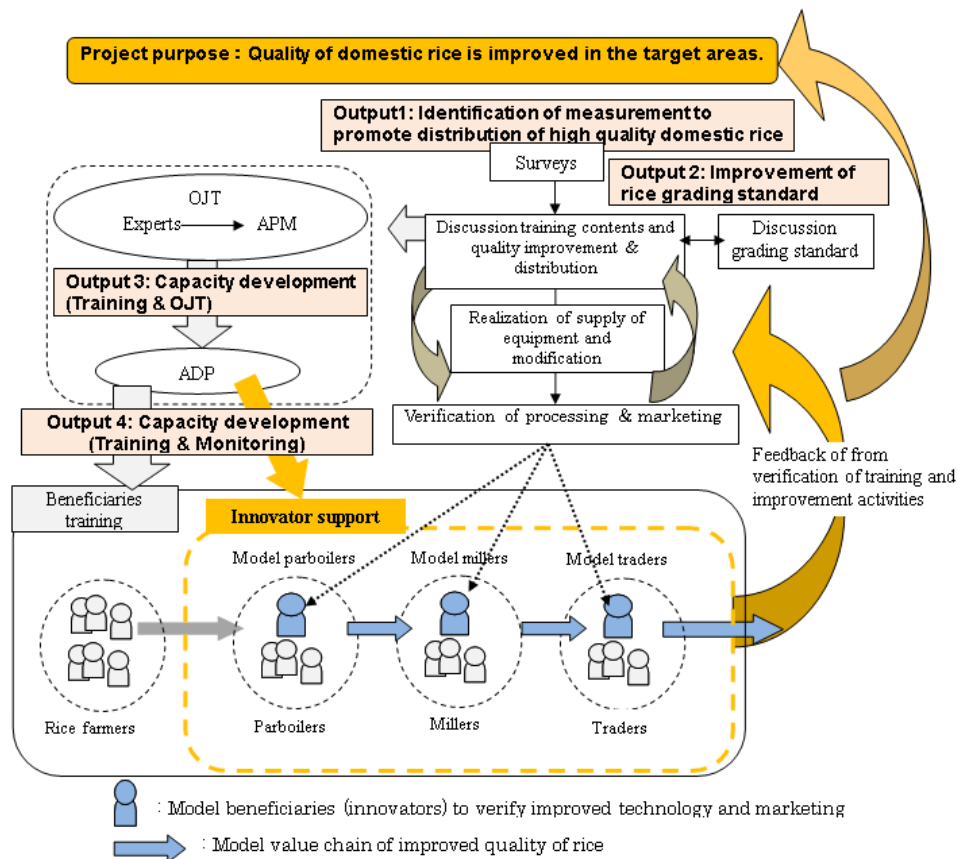 Project purpose : Quality of domestic rice is improved in the target areas.
Output1: Identification of measurement to
promote distribution of high quality domestic rice
Surveys
Output 2: Improvement of
rice grading standard
OJT
Experts
APM
Discussion training contents and
quality improvement &
distribution
Discussion
grading standard
Output 3: Capacity development
(Training & OJT)
Realization of supply of
equipment and
modification
ADP
Verification of processing & marketing
Output 4: Capacity development
(Training & Monitoring)
Feedback of from
verification of training and
improvement activities
Beneficiaries
training
Innovator support
Model parboilers
Model millers
Model traders
Rice farmers
Parboilers
Millers
Traders
: Model beneficiaries (innovators) to verify improved technology and marketing
: Model value chain of improved quality of rice